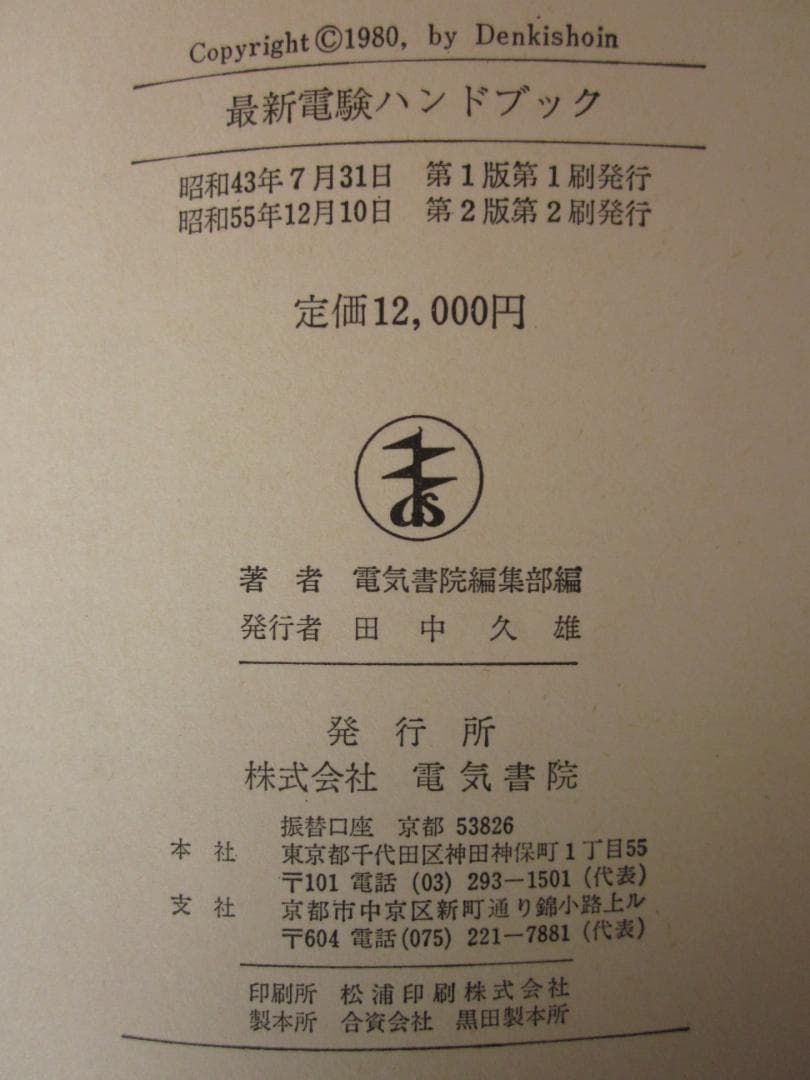 Copyright©1980, by Denkishoin
最新電験ハンドブック
昭和43年7月31日 第1版第1刷発行
昭和55年12月10日 第2版第2刷発行
定価12,000円
ds
著者 電気書院編集部編
発行者 田中久雄
発行所
株式会社 電気書院
振替口座 京都 53826
本社 東京都千代田区神田神保町1丁目55
〒101 電話 (03) 293-1501 (代表)
支社 京都市中京区新町通り錦小路上ル
〒604 電話 (075) 221-7881 (代表)
印刷所 松浦印刷株式会社
製本所 合資会社 黒田製本所